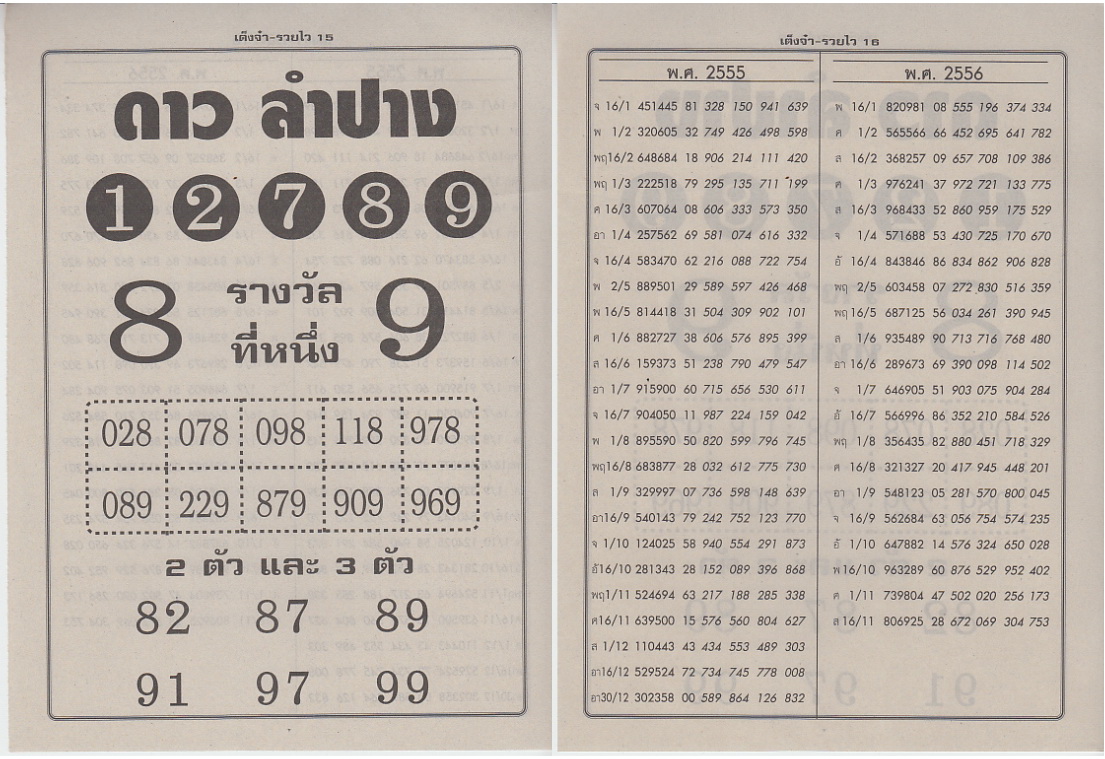 เต็งจ๋า-รวยไว 15
ดาว ลำปาง
1 2 7 8 9
8 รางวัล ที่หนึ่ง 9
028 078 098 118 978
089 229 879 909 969
2 ตัว และ 3 ตัว
82 87 89
91 97 99
เต็งจ๋า-รวยไว 16
พ.ศ. 2555
จ 16/1 451445 81 328 150 941 639
พ 1/2 320605 32 749 426 498 598
พฤ16/2 648684 18 906 214 111 420
พฤ 1/3 222518 79 295 135 711 199
ศ 16/3 607064 08 606 333 573 350
อา 1/4 257562 69 581 074 616 332
จ 16/4 583470 62 216 088 722 754
พ 2/5 889501 29 589 597 426 468
พ 16/5 814418 31 504 309 902 101
ศ 1/6 882727 38 606 576 895 399
ส 16/6 159373 51 238 790 479 547
อา 1/7 915900 60 715 656 530 611
จ 16/7 904050 11 987 224 159 042
พ 1/8 895590 50 820 599 796 745
พฤ16/8 683877 28 032 612 775 730
ส 1/9 329997 07 736 598 148 639
อา16/9 540143 79 242 752 123 770
จ 1/10 124025 58 940 554 291 873
อ้16/10 281343 28 152 089 396 868
พฤ1/11 524694 63 217 188 285 338
ศ16/11 639500 15 576 560 804 627
ส 1/12 110443 43 434 553 489 303
อา16/12 529524 72 734 745 778 008
อา30/12 302358 00 589 864 126 832
พ.ศ. 2556
พ 16/1 820981 08 555 196 374 334
ศ 1/2 565566 66 452 695 641 782
ส 16/2 368257 09 657 708 109 386
ศ 1/3 976241 37 972 721 133 775
ส 16/3 968433 52 860 959 175 529
จ 1/4 571688 53 430 725 170 670
อ้ 16/4 843846 86 834 862 906 828
พฤ 2/5 603458 07 272 830 516 359
พฤ 16/5 687125 56 034 261 390 945
ส 1/6 935489 90 713 716 768 480
อา 16/6 289673 69 390 098 114 502
จ 1/7 646905 51 903 075 904 284
อ้ 16/7 566996 86 352 210 584 526
พฤ 1/8 356435 82 880 451 718 329
ศ 16/8 321327 20 417 945 448 201
อา 1/9 548123 05 281 570 800 045
จ 16/9 562684 63 056 754 574 235
อ้ 1/10 647882 14 576 324 650 028
พ16/10 963289 60 876 529 952 402
ศ 1/11 739804 47 502 020 256 173
ส 16/11 806925 28 672 069 304 753